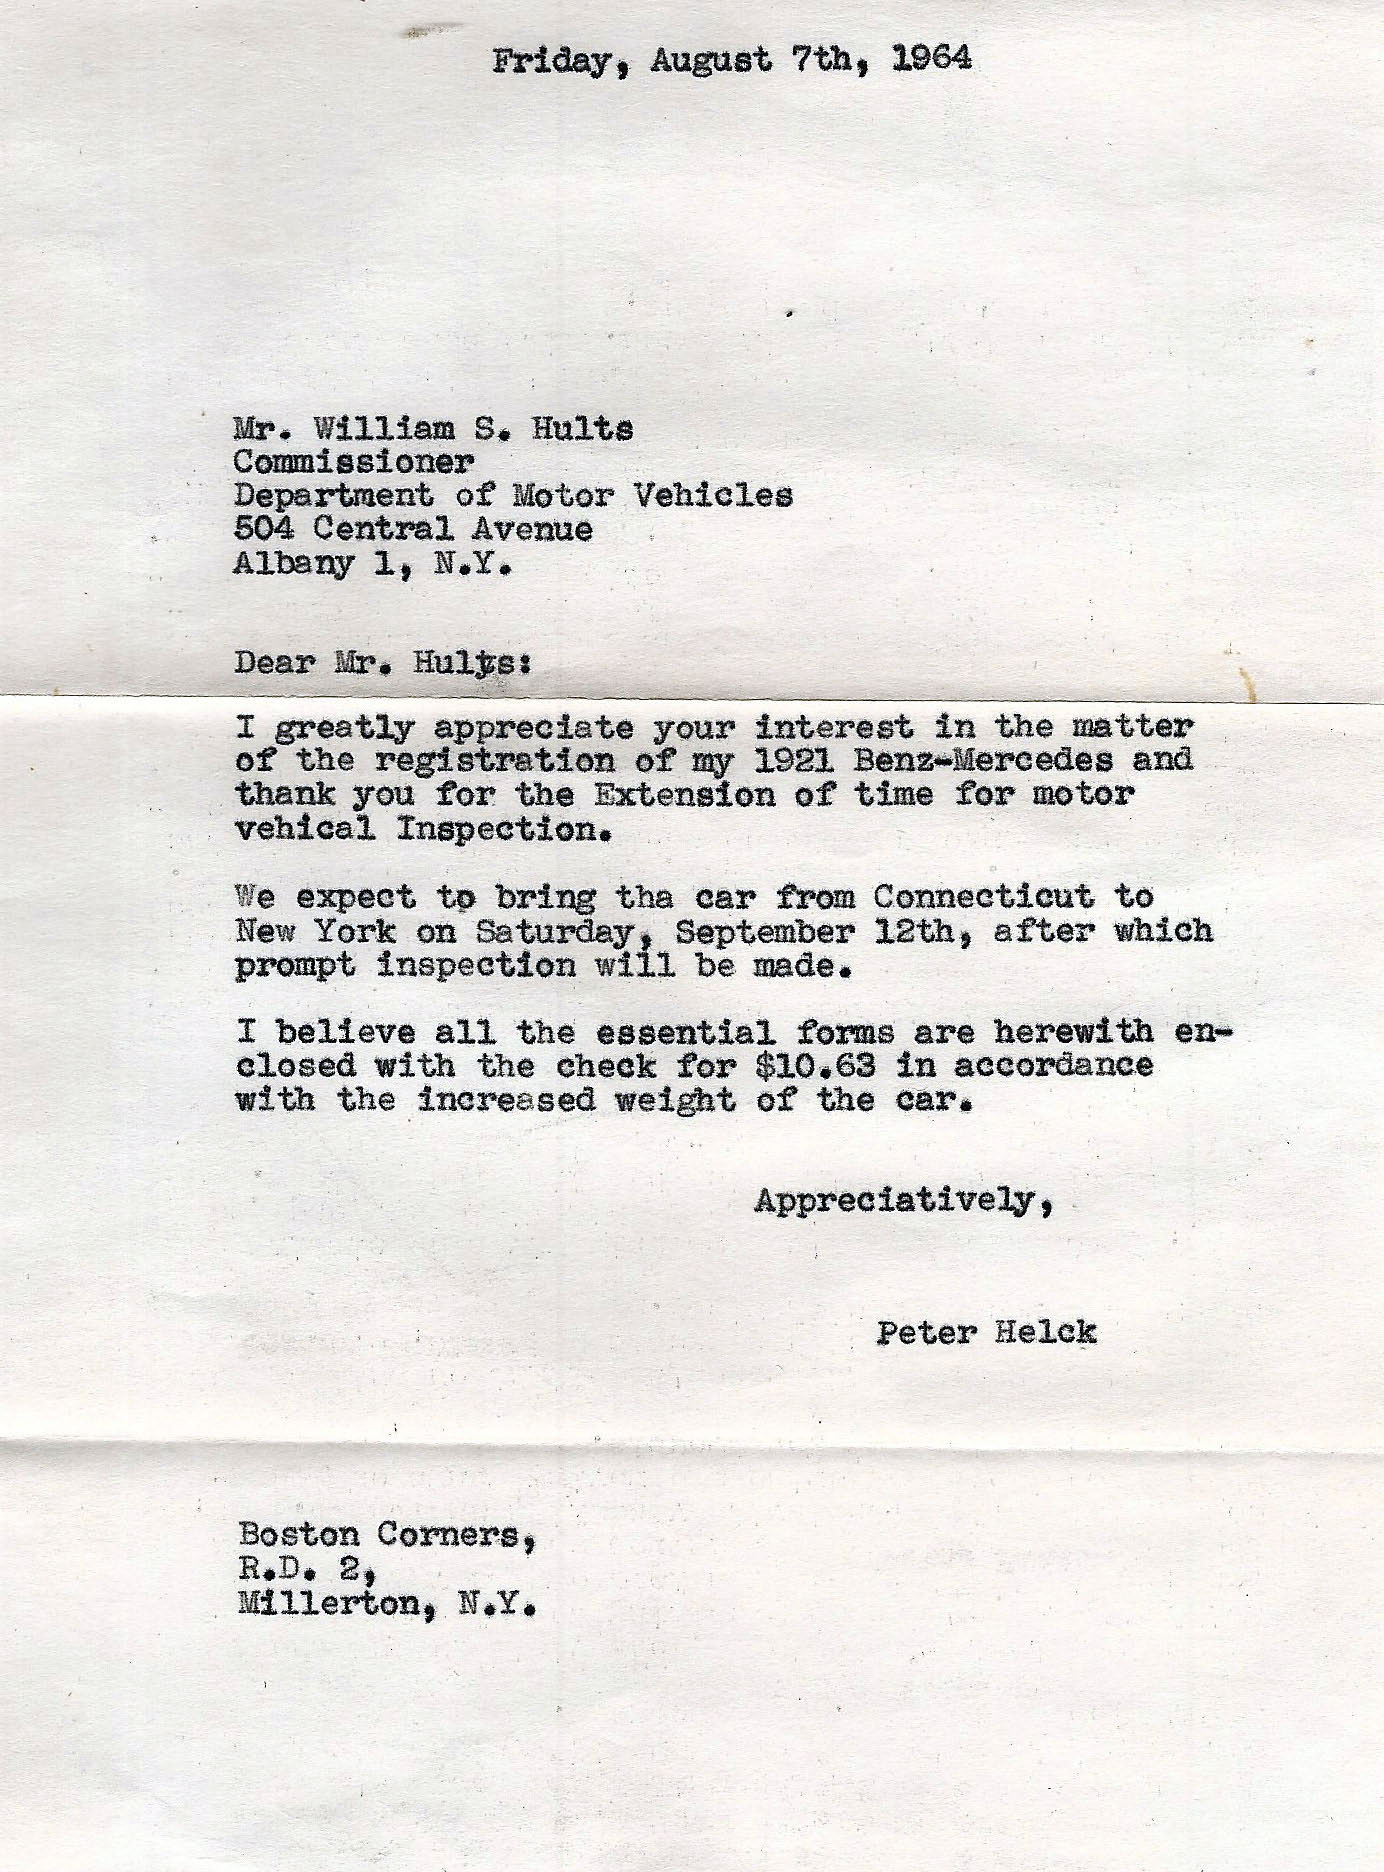 Friday, August 7th, 1964
Mr. William S. Hults
Commissioner
Department of Motor Vehicles
504 Central Avenue
Albany 1, N.Y.
Dear Mr. Hults:
I greatly appreciate your interest in the matter
of the registration of my 1921 Benz-Mercedes and
thank you for the Extension of time for motor
vehical Inspection.
We expect to bring tha car from Connecticut to
New York on Saturday, September 12th, after which
prompt inspection will be made.
I believe all the essential forms are herewith en-
closed with the check for $10.63 in accordance
with the increased weight of the car.
Appreciatively,
Peter Helck
Boston Corners,
R.D. 2,
Millerton, N.Y.